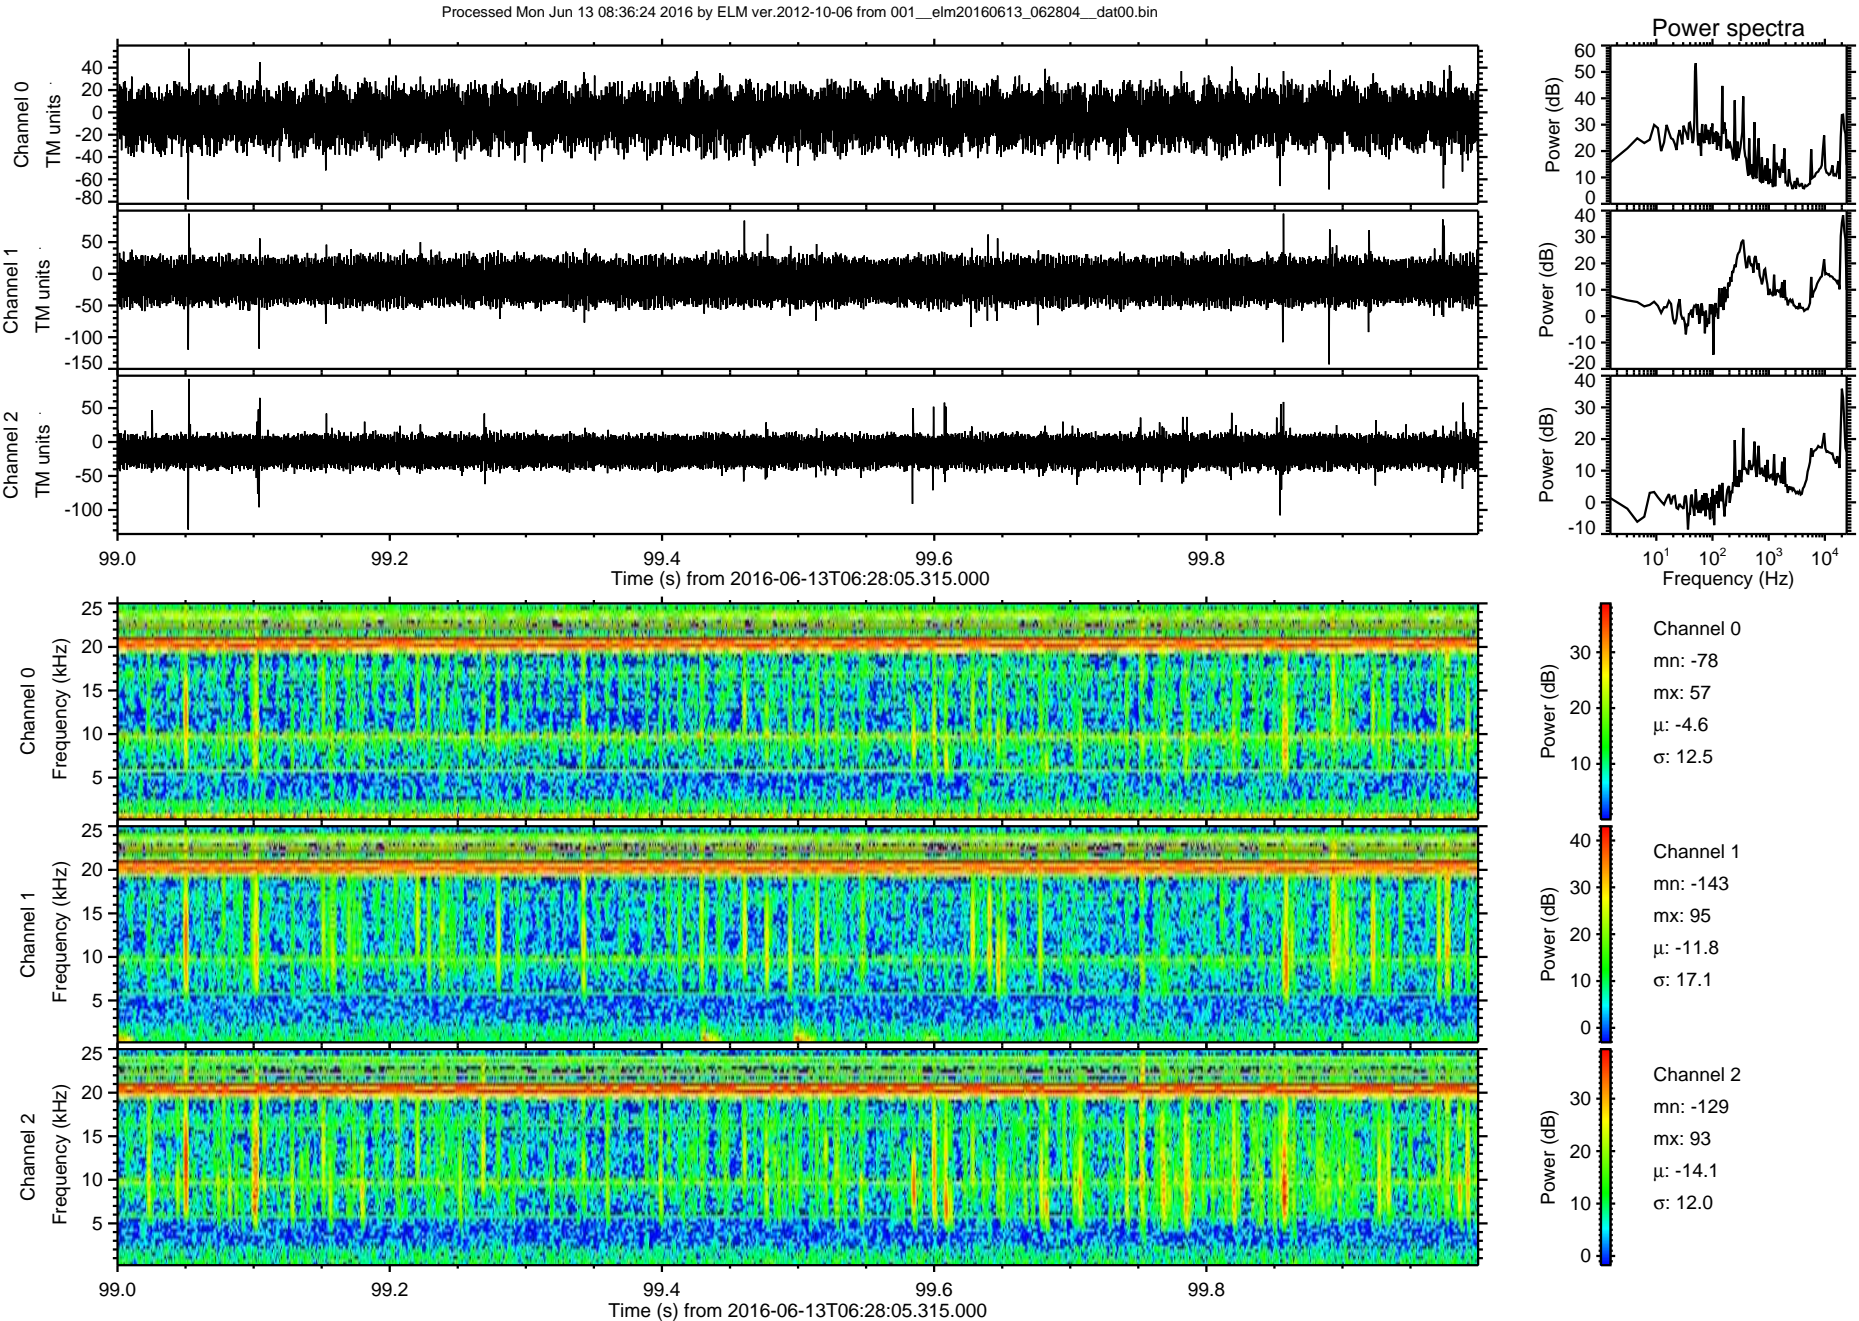 Processed Mon Jun 13 08:36:24 2016 by ELM ver.2012-10-06 from 001__elm20160613_062804__dat00.bin
Power spectra
Channel 0
TM units
40
20
0
-20
-40
-60
-80
Power (dB)
60
50
40
30
20
10
0
Channel 1
TM units
50
0
-50
-100
-150
Power (dB)
40
30
20
10
0
-10
-20
Channel 2
TM units
50
0
-50
-100
Power (dB)
40
30
20
10
0
-10
99.0 99.2 99.4 99.6 99.8
Time (s) from 2016-06-13T06:28:05.315.000
10¹ 10² 10³ 10⁴
Frequency (Hz)
Channel 0
Frequency (kHz)
25
20
15
10
5
Power (dB)
30
20
10
Channel 0
mn: -78
mx: 57
μ: -4.6
σ: 12.5
Channel 1
Frequency (kHz)
25
20
15
10
5
Power (dB)
40
30
20
10
0
Channel 1
mn: -143
mx: 95
μ: -11.8
σ: 17.1
Channel 2
Frequency (kHz)
25
20
15
10
5
Power (dB)
30
20
10
0
Channel 2
mn: -129
mx: 93
μ: -14.1
σ: 12.0
99.0 99.2 99.4 99.6 99.8
Time (s) from 2016-06-13T06:28:05.315.000